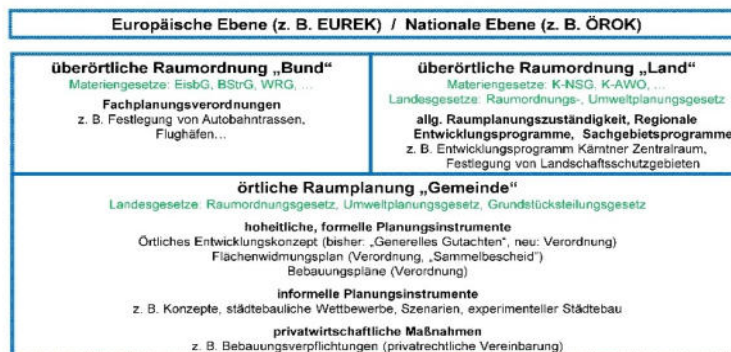 Europäische Ebene (z. B. EUREK) / Nationale Ebene (z. B. ÖROK)
überörtliche Raumordnung „Bund“
Materiengesetze: EisbG, BStrG, WRG, ...
Fachplanungsverordnungen
z. B. Festlegung von Autobahntrassen,
Flughäfen...
überörtliche Raumordnung „Land“
Materiengesetze: K-NSG, K-AWO, ...
Landesgesetze: Raumordnungs-, Umweltplanungsgesetz
allg. Raumplanungszuständigkeit, Regionale
Entwicklungsprogramme, Sachgebietsprogramme
z. B. Entwicklungsprogramm Kärntner Zentralraum,
Festlegung von Landschaftsschutzgebieten
örtliche Raumplanung „Gemeinde“
Landesgesetze: Raumordnungsgesetz, Umweltplanungsgesetz, Grundstücksteilungsgesetz
hoheitliche, formelle Planungsinstrumente
Örtliches Entwicklungskonzept (bisher: „Generelles Gutachten“, neu: Verordnung)
Flächenwidmungsplan (Verordnung, „Sammelbescheid“)
Bebauungspläne (Verordnung)
informelle Planungsinstrumente
z. B. Konzepte, städtebauliche Wettbewerbe, Szenarien, experimenteller Städtebau
privatwirtschaftliche Maßnahmen
z. B. Bebauungsverpflichtungen (privatrechtliche Vereinbarung)